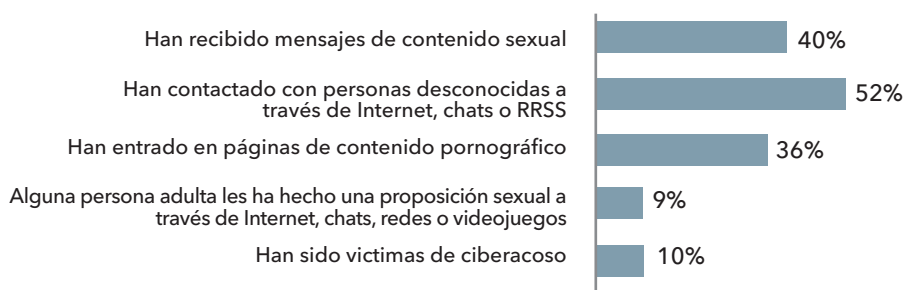 Han recibido mensajes de contenido sexual
40%
Han contactado con personas desconocidas a
través de Internet, chats o RRSS
52%
Han entrado en páginas de contenido pornográfico
36%
Alguna persona adulta les ha hecho una proposición sexual a
través de Internet, chats, redes o videojuegos
9%
Han sido victimas de ciberacoso
10%